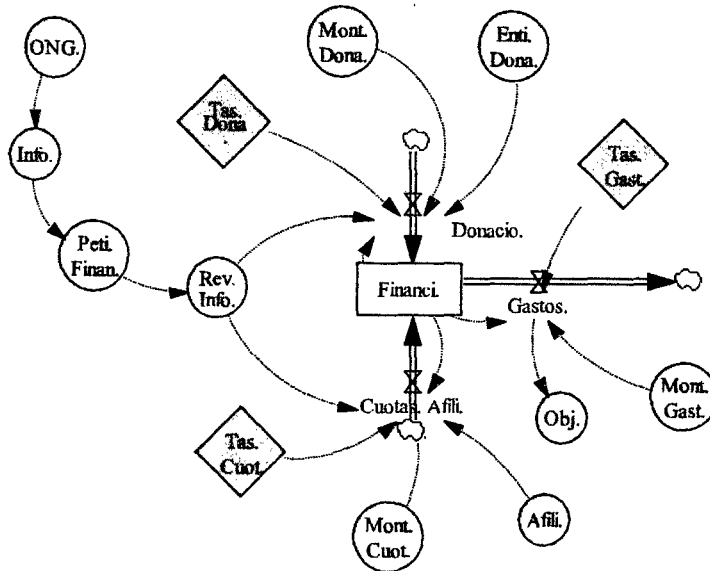 ONG.
Mont.
Dona.
Enti.
Dona.
Tas.
Dona
Info.
Tas.
Gast.
Donacio.
Peti.
Finan.
Rev.
Info.
Financi.
Gastos.
Cuotas. Afili.
Mont.
Gast.
Obj.
Tas.
Cuot.
Mont.
Cuot.
Afili.